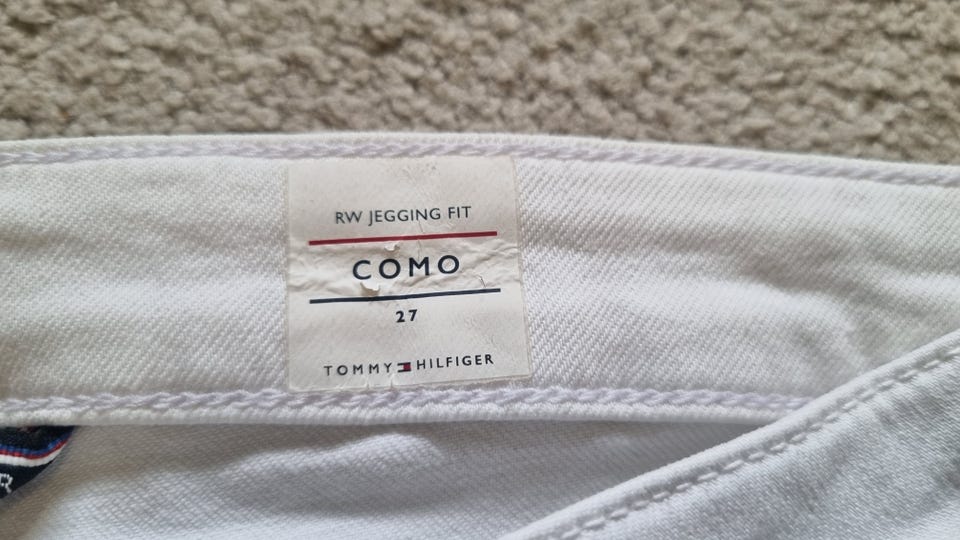 RW JEGGING FIT
COMO
27
TOMMY HILFIGER
R